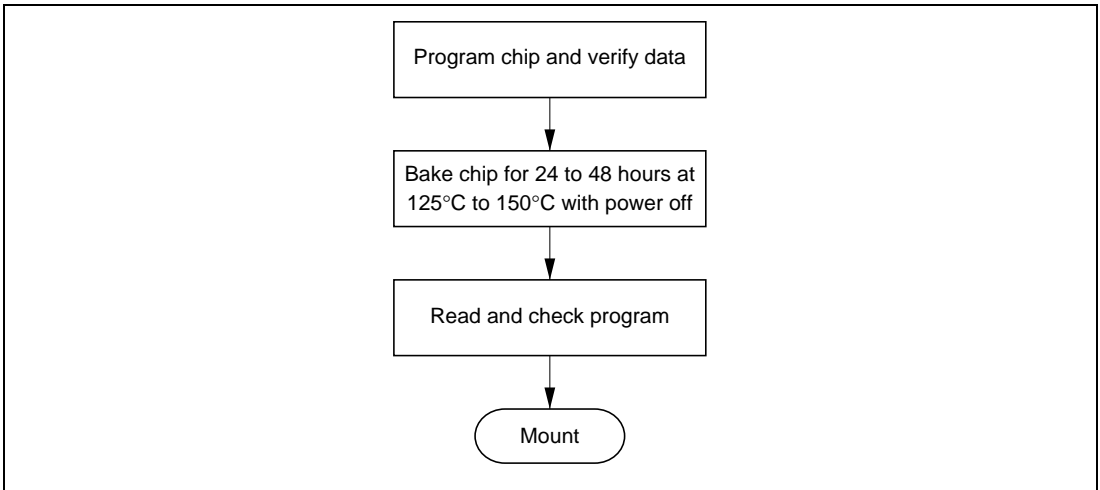 Program chip and verify data
Bake chip for 24 to 48 hours at
125°C to 150°C with power off
Read and check program
Mount